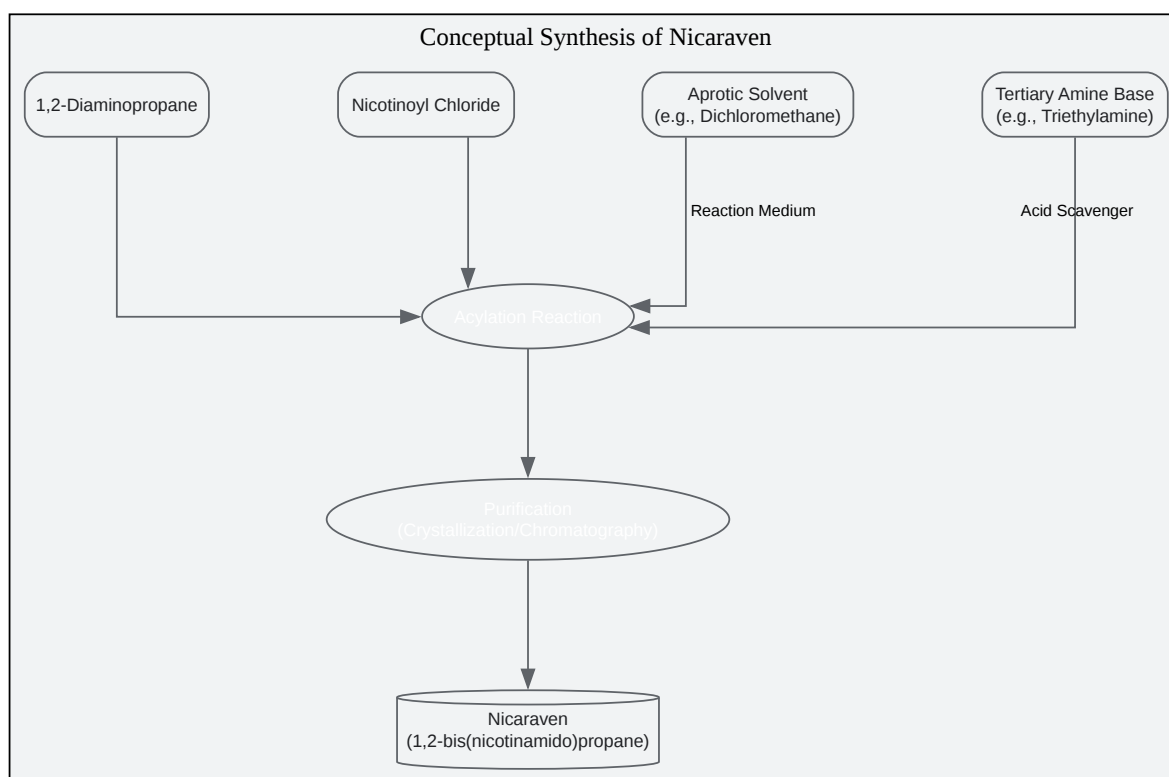 Conceptual Synthesis of Nicaraven
1,2-Diaminopropane
Nicotinoyl Chloride
Aprotic Solvent
(e.g., Dichloromethane)
Tertiary Amine Base
(e.g., Triethylamine)
Reaction Medium
Acid Scavenger
Acylation Reaction
Purification
(Crystallization/Chromatography)
Nicaraven
(1,2-bis(nicotinamido)propane)